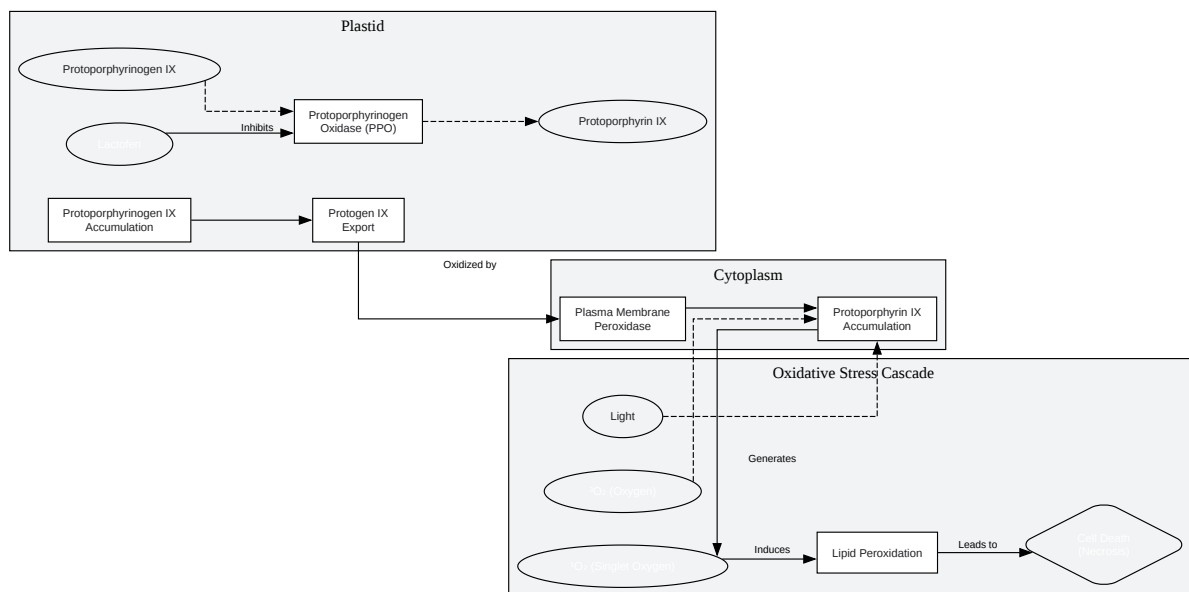 Plastid
Protoporphyrinogen IX
Protoporphyrinogen
Oxidase (PPO)
Protoporphyrin IX
Inhibits
Lactofen
Protoporphyrinogen IX
Accumulation
Protogen IX
Export
Oxidized by
Cytoplasm
Plasma Membrane
Peroxidase
Protoporphyrin IX
Accumulation
Oxidative Stress Cascade
Light
Generates
³O₂ (Oxygen)
¹O₂ (Singlet Oxygen)
Induces
Lipid Peroxidation
Leads to
Cell Death
(Necrosis)